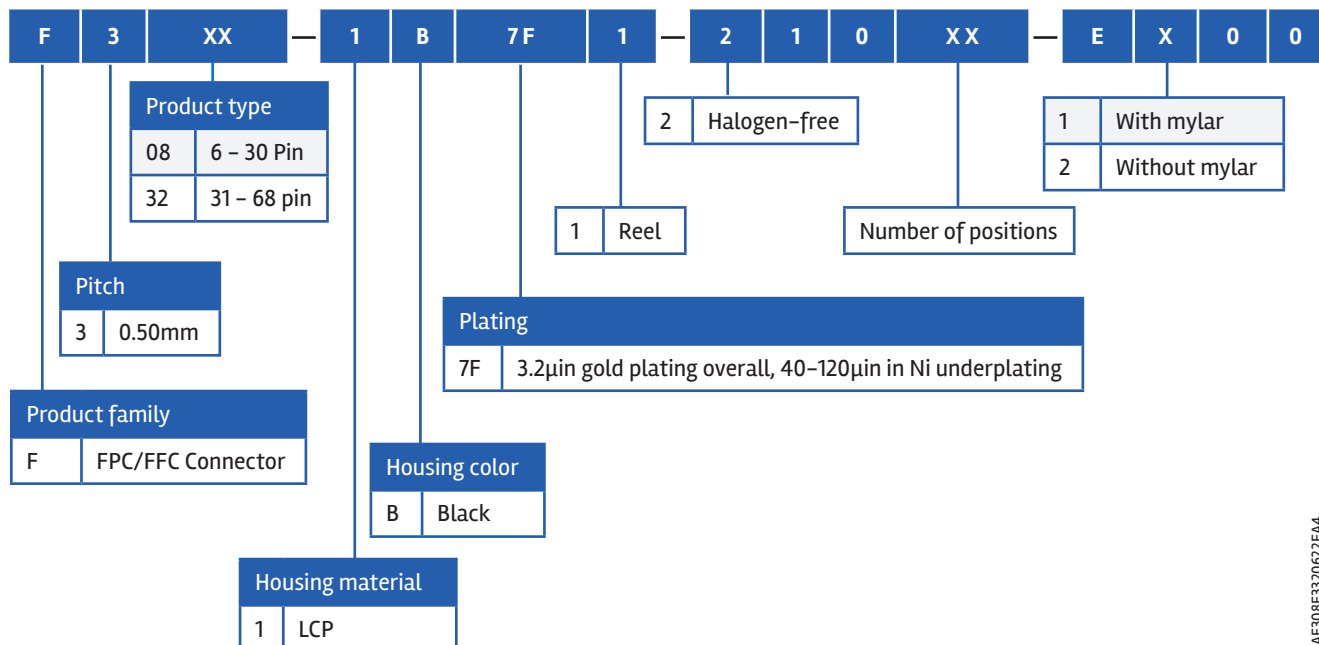 F 3 XX — 1 B 7F 1 — 2 1 0 X X — E X 0 0
Product type
08 6 – 30 Pin
32 31 – 68 pin
2 Halogen-free
1 With mylar
2 Without mylar
1 Reel
Number of positions
Pitch
3 0.50mm
Plating
7F 3.2μin gold plating overall, 40–120μin in Ni underplating
Product family
F FPC/FFC Connector
Housing color
B Black
Housing material
1 LCP